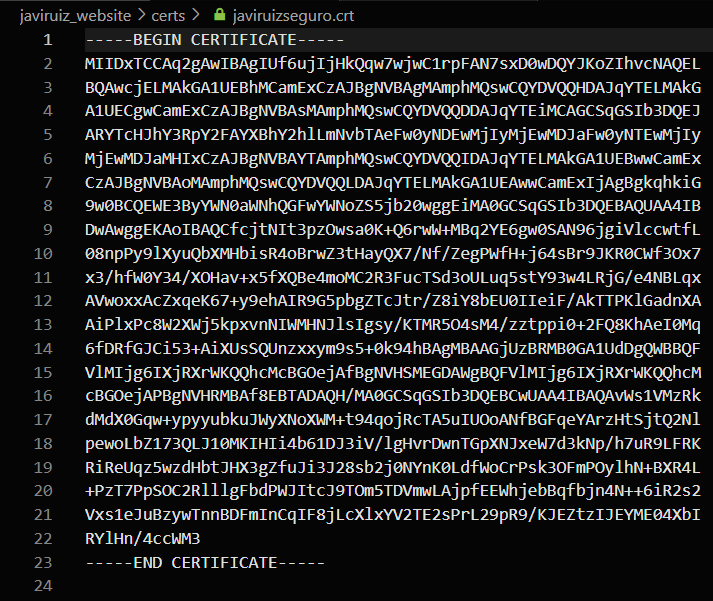 javiruiz_website > certs > javiruizseguro.crt
1 -----BEGIN CERTIFICATE-----
2 MIIDxTCCAq2gAwIBAgIUf6ujIjHkQqw7wjwC1rpFAN7sxD0wDQYJKoZIhvcNAQEL
3 BQAwcjELMAkGA1UEBhMCamExCzAJBgNVBAgMAmphMQswCQYDVQQHDAJqYTELMAkG
4 A1UECgwCamExCzAJBgNVBAsMAmphMQswCQYDVQQDDAJqYTEiMCAGCSqGSIb3DQEJ
5 ARYTcHJhY3RpY2FAYXBhY2hlLmNvbTAeFw0yNDEwMjIyMjEwMDJaFw0yNTEwMjIy
6 MjEwMDJaMHIxCzAJBgNVBAYTAmphMQswCQYDVQQIDAJqYTELMAkGA1UEBwwCamEx
7 CzAJBgNVBAoMAmphMQswCQYDVQQLDAJqYTELMAkGA1UEAwwCamExIjAgBgkqhkiG
8 9w0BCQEWE3ByYWN0aWNhQGFwYWNoZS5jb20wggEiMA0GCSqGSIb3DQEBAQUAA4IB
9 DwAwggEKAoIBAQCfcjtNIt3pzOwsa0K+Q6rwW+MBq2YE6gw0SAN96jgiVlccwtfL
10 08npPy9lXyuQbXMHbisR4oBrwZ3tHayQX7/Nf/ZegPWfH+j64sBr9JKR0CWf3Ox7
11 x3/hfW0Y34/XOHav+x5fXQBe4moMC2R3FucTSd3oULuq5stY93w4LRjG/e4NBLqx
12 AVwoxxAcZxqeK67+y9ehAIR9G5pbgZTcJtr/Z8iY8bEU0IIeiF/AkTTPKlGadnXA
13 AiPlxPc8W2XWj5kpxvnNIWMHNJlsIgsy/KTMR5O4sM4/zztppi0+2FQ8KhAeI0Mq
14 6fDRfGJCi53+AiXUsSQUnzxxym9s5+0k94hBAgMBAAGjUzBRMB0GA1UdDgQWBBQF
15 VlMIjg6IXjRXrWKQQhcMcBGOejAfBgNVHSMEGDAWgBQFVlMIjg6IXjRXrWKQQhcM
16 cBGOejAPBgNVHRMBAf8EBTADAQH/MA0GCSqGSIb3DQEBCwUAA4IBAQAvWs1VMzRk
17 dMdX0Gqw+ypyyubkuJWyXNoXWM+t94qojRcTA5uIUOoANfBGFqeYArzHtSjtQ2Nl
18 pewoLbZ173QLJ10MKIHIi4b61DJ3iV/lgHvrDwnTGpXNJxeW7d3kNp/h7uR9LFRK
19 RiReUqz5wzdHbtJHX3gZfuJi3J28sb2j0NYnK0LdfWoCrPsk3OFmPOylhN+BXR4L
20 +PzT7PpSOC2RlllgFbdPWJItcJ9TOm5TDVmwLAjpfEEWhjebBqfbjn4N++6iR2s2
21 Vxs1eJuBzywTnnBDFmInCqIF8jLcXlxYV2TE2sPrL29pR9/KJEZtzIJEYME04XbI
22 RYlHn/4ccWM3
23 -----END CERTIFICATE-----
24